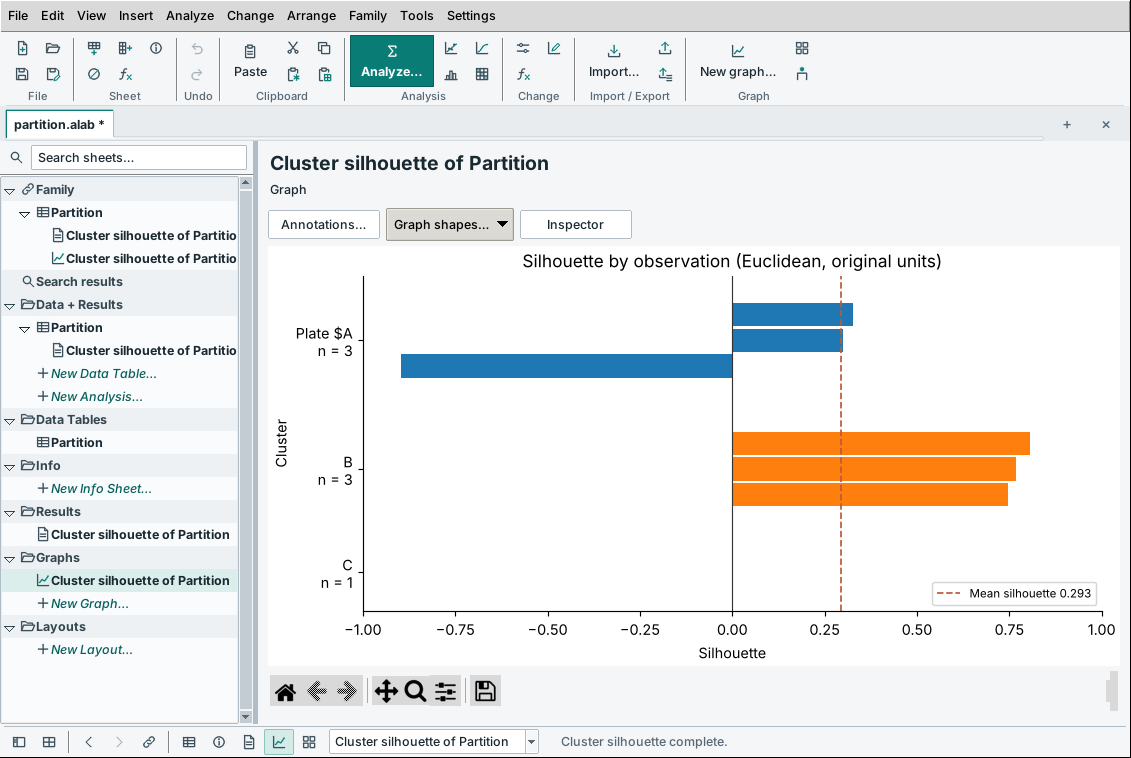 File Edit View Insert Analyze Change Arrange Family Tools Settings
Paste
Analyze...
Import...
New graph...
File Sheet Undo Clipboard Analysis Change Import / Export Graph
partition.alab *
Search sheets...
Family
Partition
Cluster silhouette of Partitio
Cluster silhouette of Partitio
Search results
Data + Results
Partition
Cluster silhouette of Partitio
New Data Table...
New Analysis...
Data Tables
Partition
Info
New Info Sheet...
Results
Cluster silhouette of Partition
Graphs
Cluster silhouette of Partition
New Graph...
Layouts
New Layout...
Cluster silhouette of Partition
Graph
Annotations... Graph shapes... Inspector
Silhouette by observation (Euclidean, original units)
Plate $A
n = 3
B
n = 3
C
n = 1
Cluster
Mean silhouette 0.293
−1.00 −0.75 −0.50 −0.25 0.00 0.25 0.50 0.75 1.00
Silhouette
Cluster silhouette of Partition
Cluster silhouette complete.